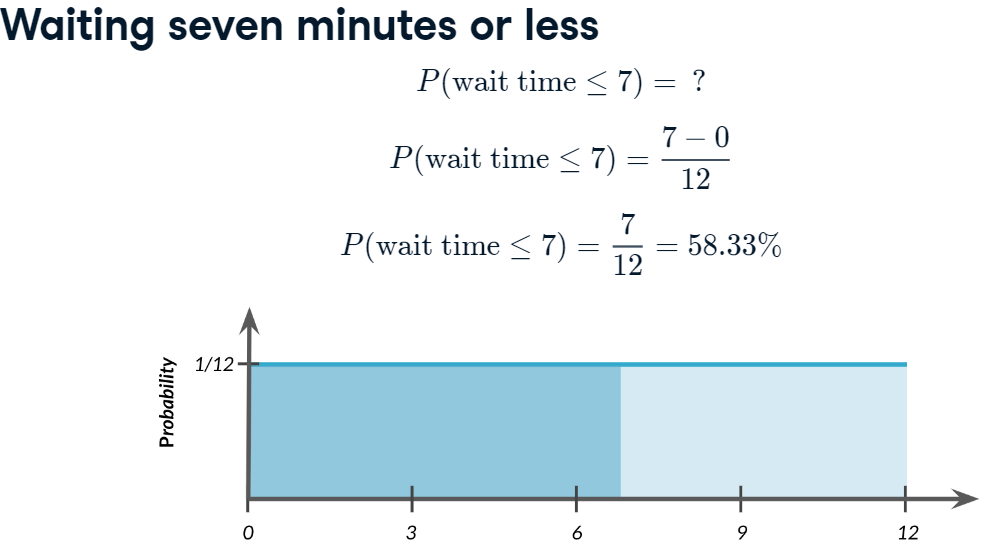 Waiting seven minutes or less
P(wait time ≤ 7) = ?
P(wait time ≤ 7) = (7 − 0)/12
P(wait time ≤ 7) = 7/12 = 58.33%
1/12
Probability
0 3 6 9 12